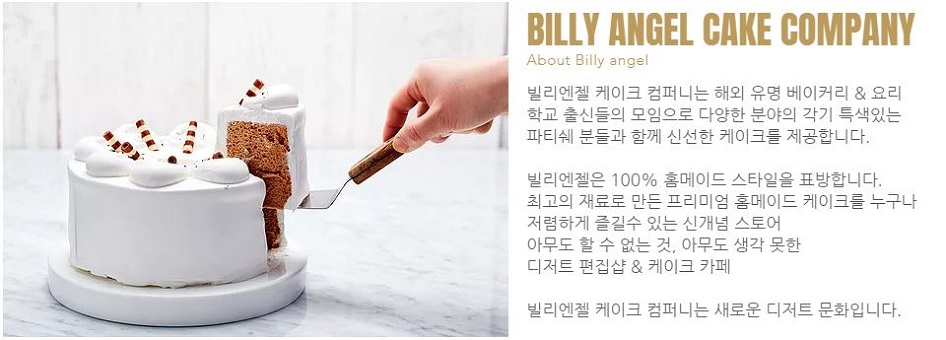 BILLY ANGEL CAKE COMPANY
About Billy angel
빌리엔젤 케이크 컴퍼니는 해외 유명 베이커리 & 요리
학교 출신들의 모임으로 다양한 분야의 각기 특색있는
파티쉐 분들과 함께 신선한 케이크를 제공합니다.
빌리엔젤은 100% 홈메이드 스타일을 표방합니다.
최고의 재료로 만든 프리미엄 홈메이드 케이크를 누구나
저렴하게 즐길수 있는 신개념 스토어
아무도 할 수 없는 것, 아무도 생각 못한
디저트 편집샵 & 케이크 카페
빌리엔젤 케이크 컴퍼니는 새로운 디저트 문화입니다.